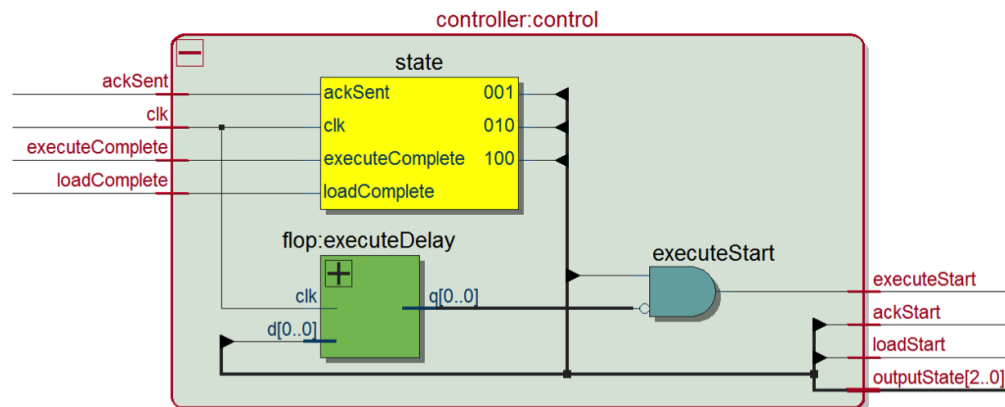 controller:control
state
ackSent
ackSent 001
clk
clk 010
executeComplete
executeComplete 100
loadComplete
loadComplete
flop:executeDelay
executeStart
clk
q[0..0]
d[0..0]
executeStart
ackStart
loadStart
outputState[2..0]